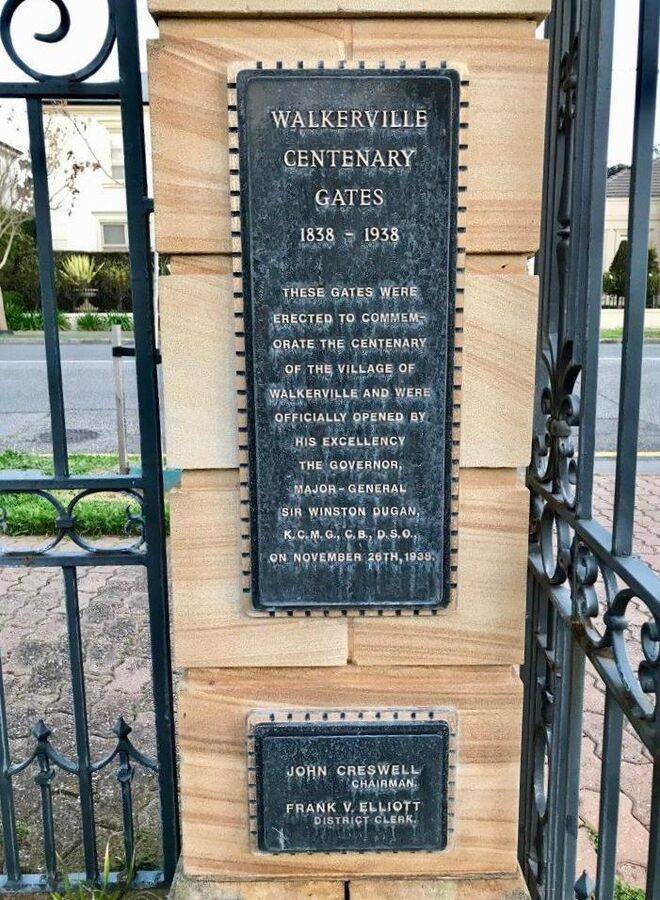 WALKERVILLE
CENTENARY
GATES
1838 - 1938
THESE GATES WERE
ERECTED TO COMMEM-
ORATE THE CENTENARY
OF THE VILLAGE OF
WALKERVILLE AND WERE
OFFICIALLY OPENED BY
HIS EXCELLENCY
THE GOVERNOR,
MAJOR-GENERAL
SIR WINSTON DUGAN,
K.C.M.G., C.B., D.S.O.,
ON NOVEMBER 26TH, 1938.
JOHN CRESWELL
CHAIRMAN.
FRANK V. ELLIOTT
DISTRICT CLERK.